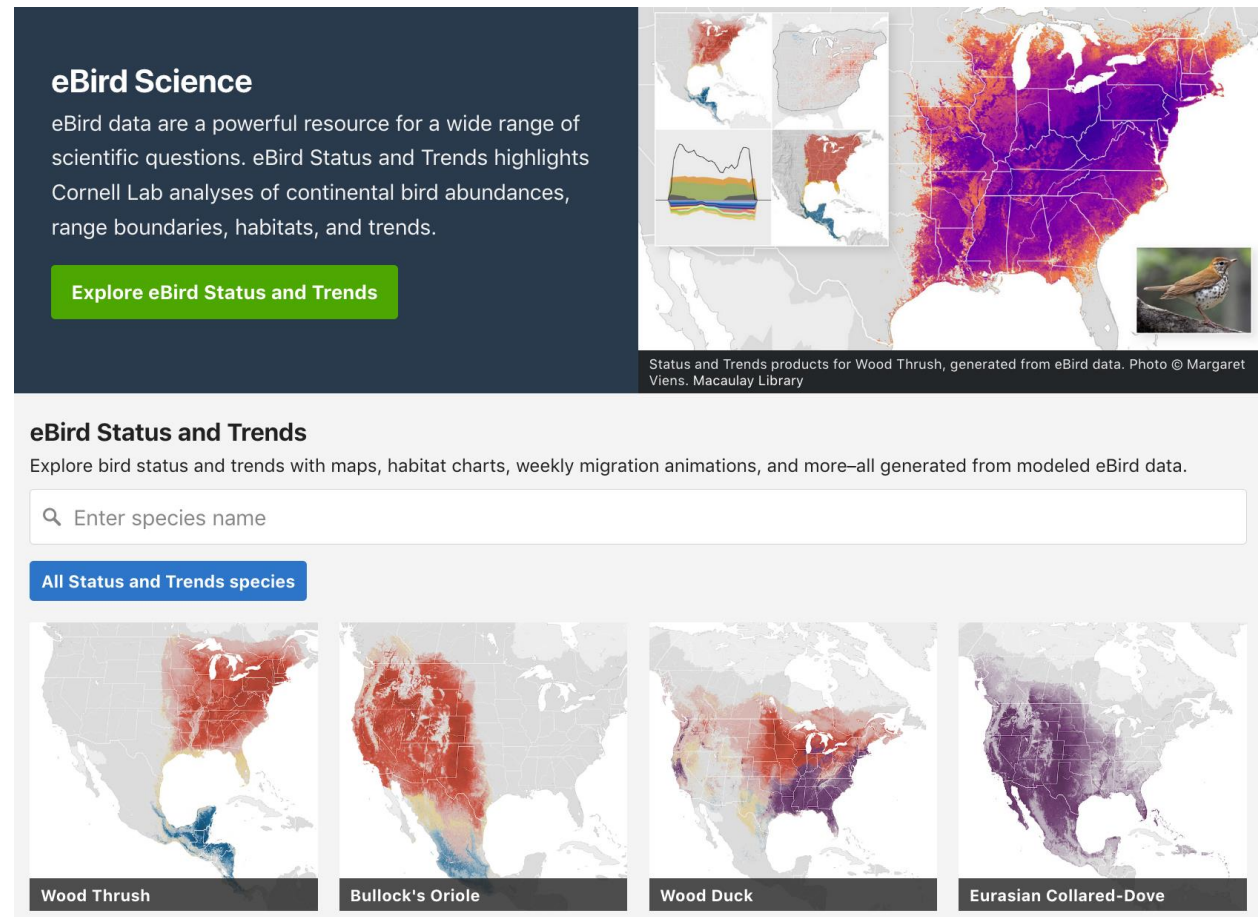 eBird Science
eBird data are a powerful resource for a wide range of
scientific questions. eBird Status and Trends highlights
Cornell Lab analyses of continental bird abundances,
range boundaries, habitats, and trends.
Explore eBird Status and Trends
Status and Trends products for Wood Thrush, generated from eBird data. Photo © Margaret
Viens. Macaulay Library
eBird Status and Trends
Explore bird status and trends with maps, habitat charts, weekly migration animations, and more–all generated from modeled eBird data.
Enter species name
All Status and Trends species
Wood Thrush
Bullock's Oriole
Wood Duck
Eurasian Collared-Dove